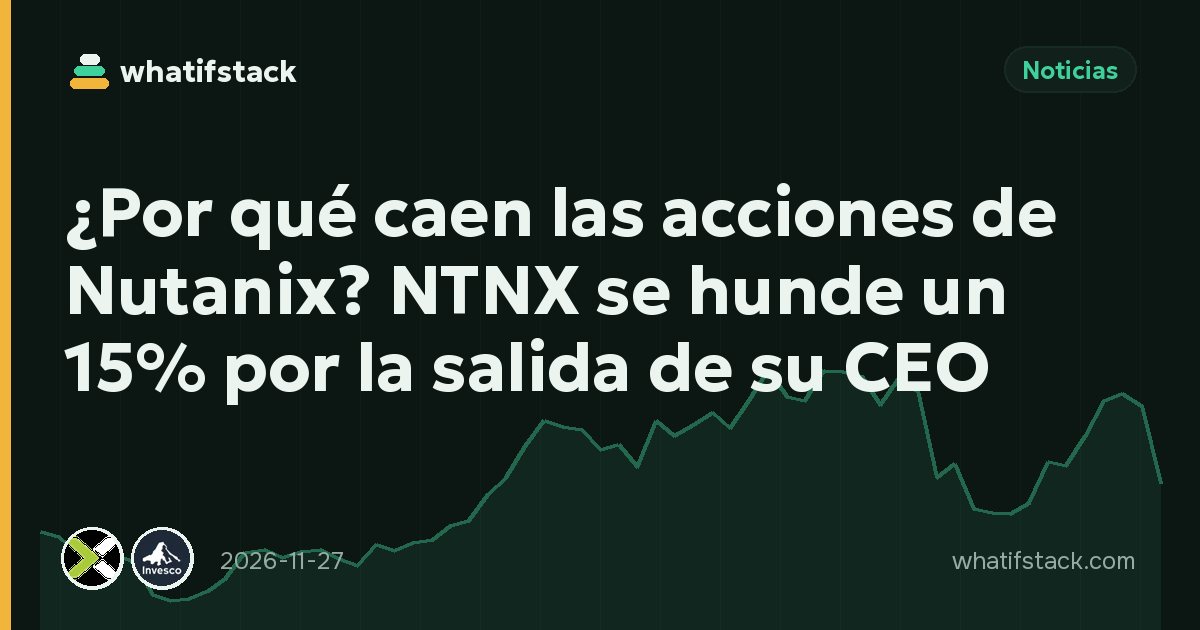 whatifstack
Noticias
¿Por qué caen las acciones de
Nutanix? NTNX se hunde un
15% por la salida de su CEO
Invesco
2026-11-27
whatifstack.com